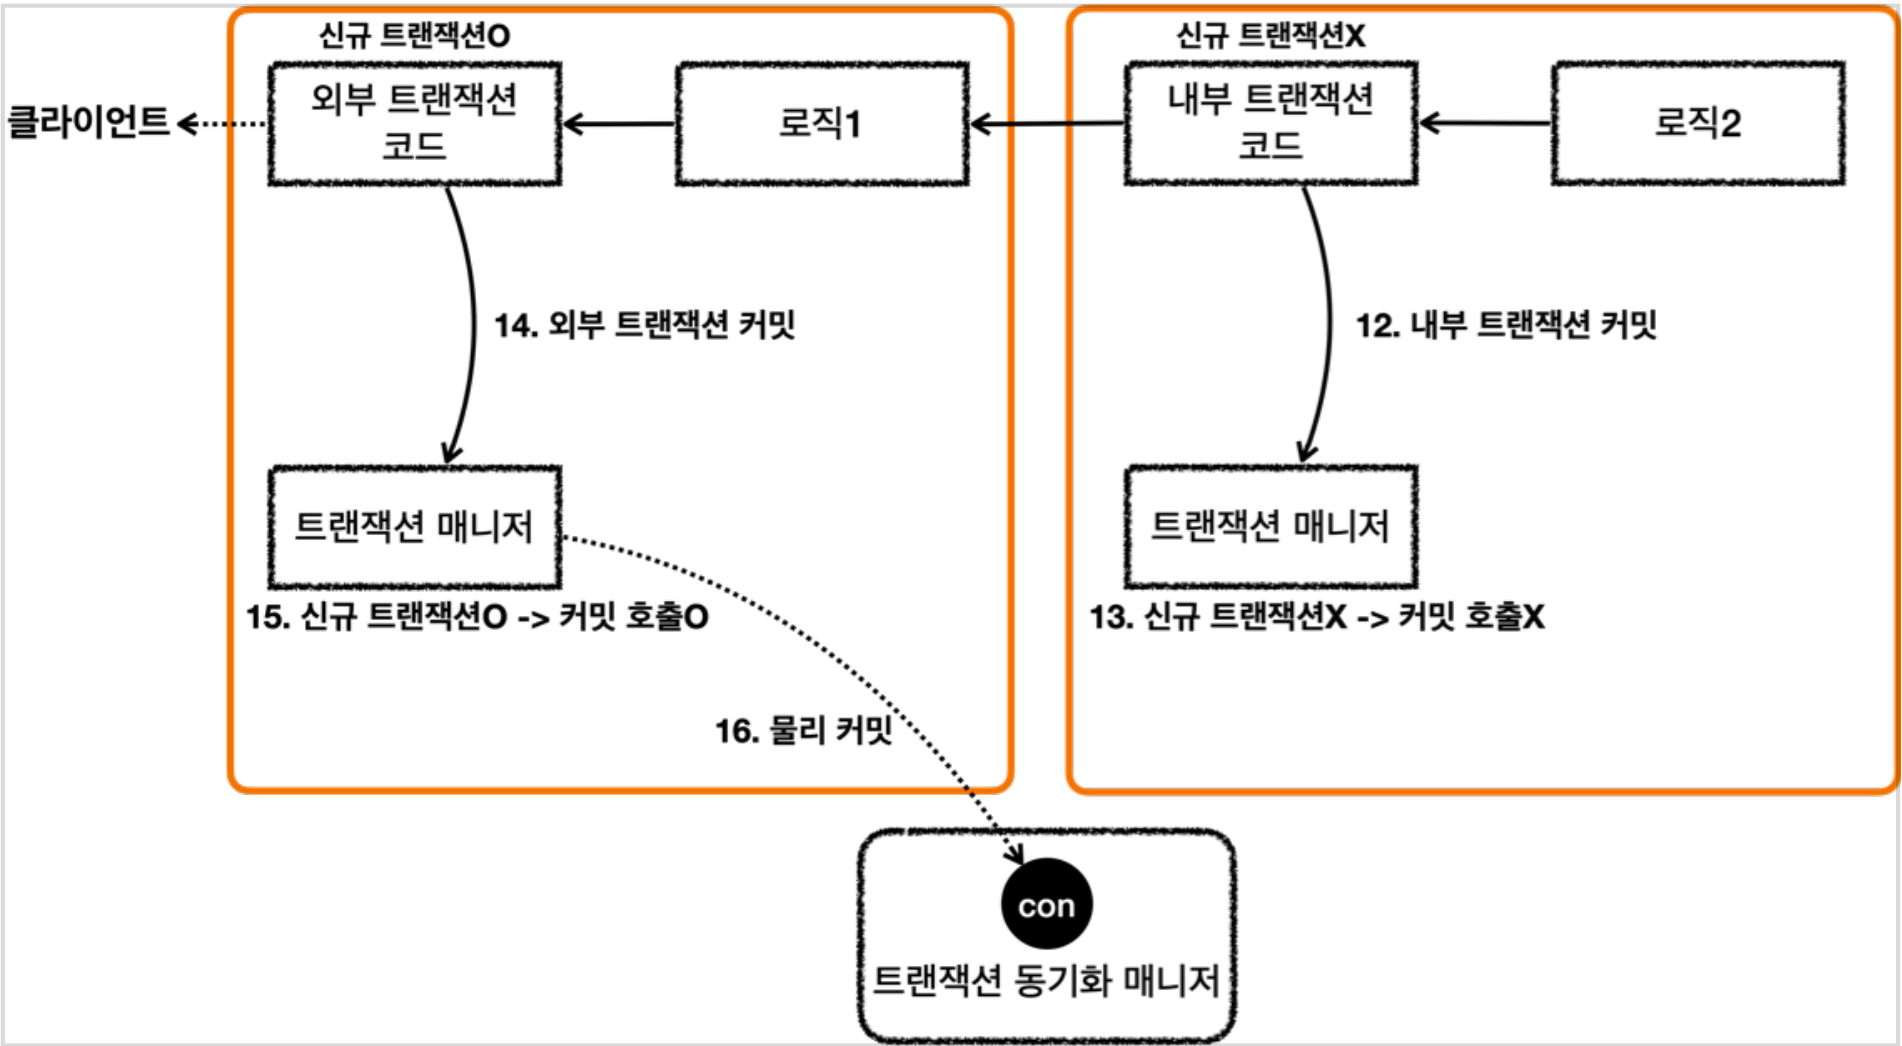 신규 트랜잭션O
신규 트랜잭션X
클라이언트
외부 트랜잭션
코드
로직1
내부 트랜잭션
코드
로직2
14. 외부 트랜잭션 커밋
12. 내부 트랜잭션 커밋
트랜잭션 매니저
트랜잭션 매니저
15. 신규 트랜잭션O -> 커밋 호출O
13. 신규 트랜잭션X -> 커밋 호출X
16. 물리 커밋
con
트랜잭션 동기화 매니저